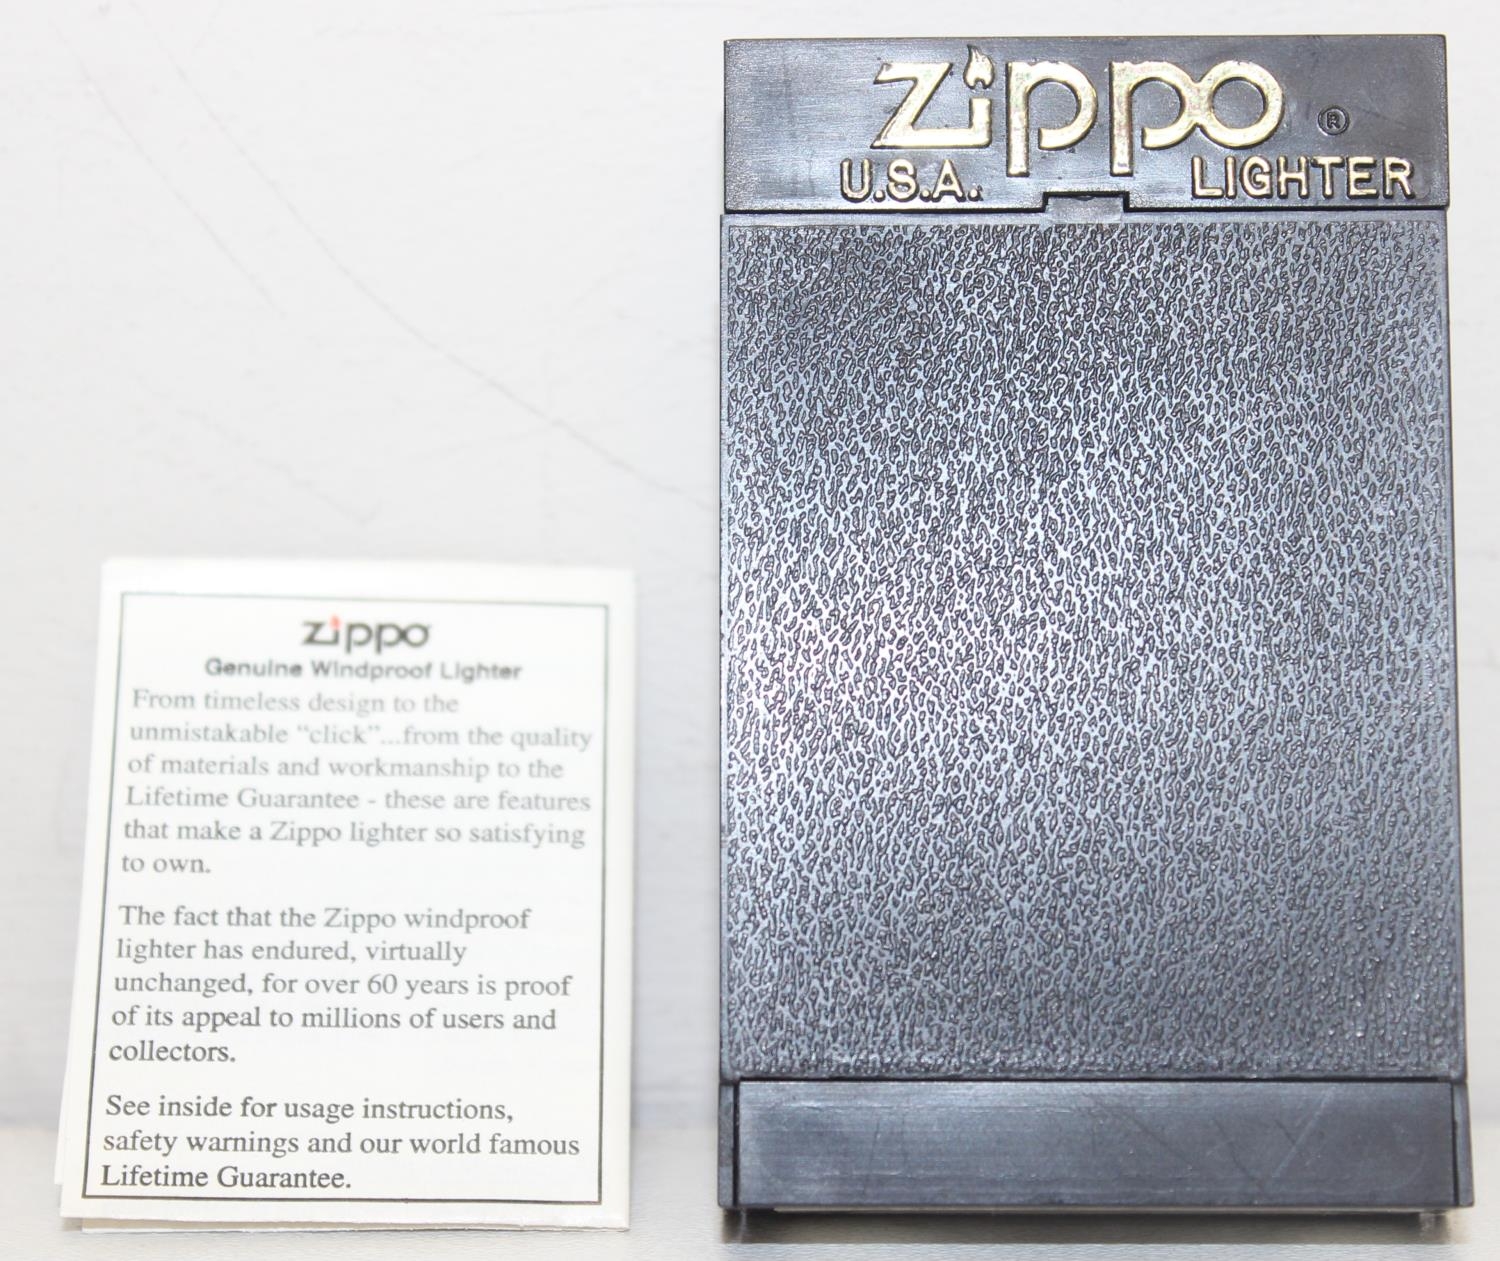 zippo
Genuine Windproof Lighter
From timeless design to the
unmistakable “click”...from the quality
of materials and workmanship to the
Lifetime Guarantee - these are features
that make a Zippo lighter so satisfying
to own.
The fact that the Zippo windproof
lighter has endured, virtually
unchanged, for over 60 years is proof
of its appeal to millions of users and
collectors.
See inside for usage instructions,
safety warnings and our world famous
Lifetime Guarantee.
zippo ®
U.S.A. LIGHTER